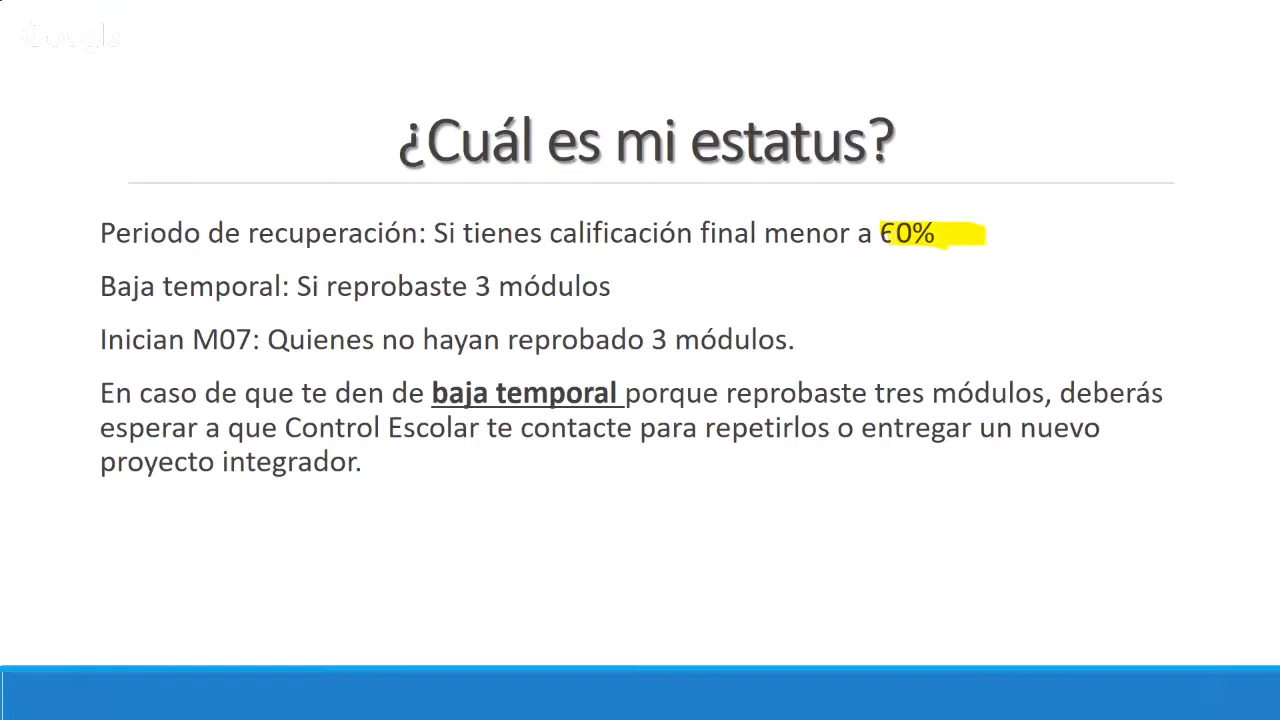 ¿Cuál es mi estatus?
Periodo de recuperación: Si tienes calificación final menor a 60%
Baja temporal: Si reprobaste 3 módulos
Inician M07: Quienes no hayan reprobado 3 módulos.
En caso de que te den de baja temporal porque reprobaste tres módulos, deberás
esperar a que Control Escolar te contacte para repetirlos o entregar un nuevo
proyecto integrador.